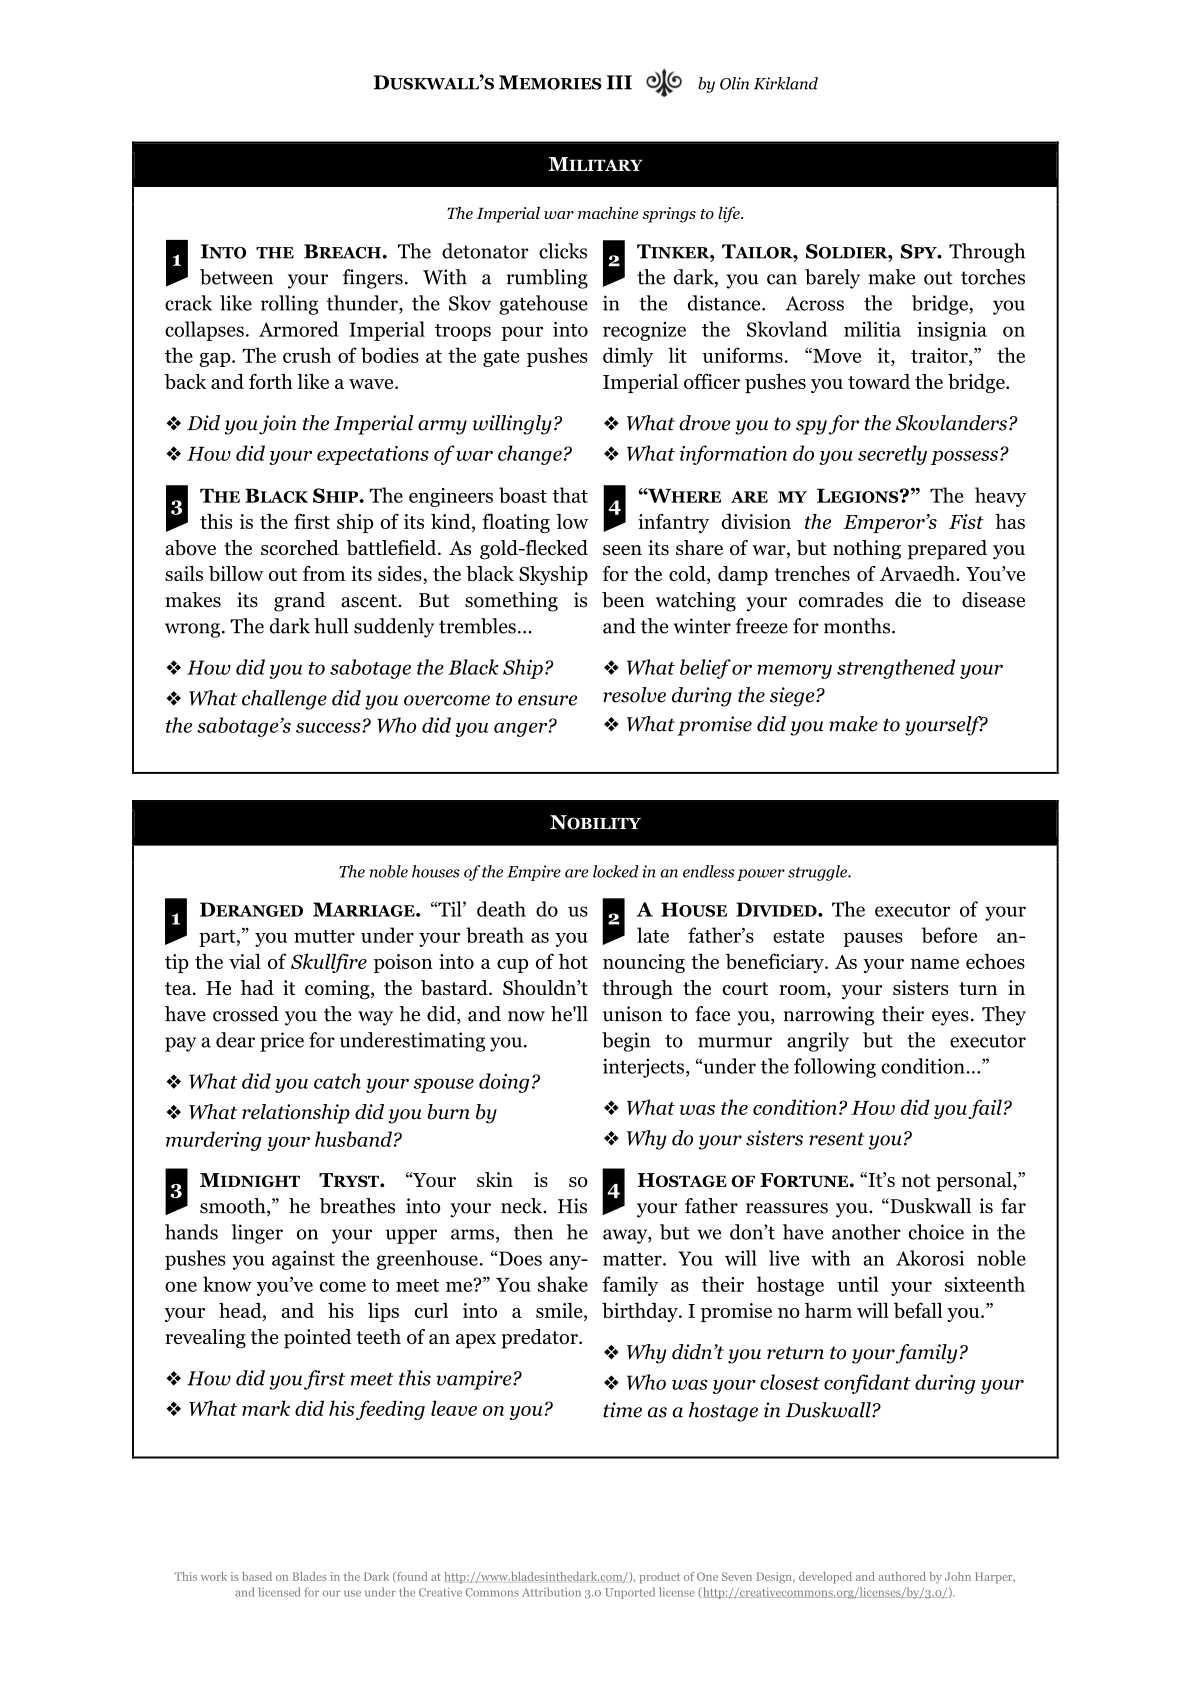 DUSKWALL’S MEMORIES III by Olin Kirkland
MILITARY
The Imperial war machine springs to life.
1 INTO THE BREACH. The detonator clicks
between your fingers. With a rumbling
crack like rolling thunder, the Skov gatehouse
collapses. Armored Imperial troops pour into
the gap. The crush of bodies at the gate pushes
back and forth like a wave.
❖ Did you join the Imperial army willingly?
❖ How did your expectations of war change?
2 TINKER, TAILOR, SOLDIER, SPY. Through
the dark, you can barely make out torches
in the distance. Across the bridge, you
recognize the Skovland militia insignia on
dimly lit uniforms. “Move it, traitor,” the
Imperial officer pushes you toward the bridge.
❖ What drove you to spy for the Skovlanders?
❖ What information do you secretly possess?
3 THE BLACK SHIP. The engineers boast that
this is the first ship of its kind, floating low
above the scorched battlefield. As gold-flecked
sails billow out from its sides, the black Skyship
makes its grand ascent. But something is
wrong. The dark hull suddenly trembles...
❖ How did you to sabotage the Black Ship?
❖ What challenge did you overcome to ensure
the sabotage’s success? Who did you anger?
4 “WHERE ARE MY LEGIONS?” The heavy
infantry division the Emperor’s Fist has
seen its share of war, but nothing prepared you
for the cold, damp trenches of Arvaedh. You’ve
been watching your comrades die to disease
and the winter freeze for months.
❖ What belief or memory strengthened your
resolve during the siege?
❖ What promise did you make to yourself?
NOBILITY
The noble houses of the Empire are locked in an endless power struggle.
1 DERANGED MARRIAGE. “Til’ death do us
part,” you mutter under your breath as you
tip the vial of Skullfire poison into a cup of hot
tea. He had it coming, the bastard. Shouldn’t
have crossed you the way he did, and now he'll
pay a dear price for underestimating you.
❖ What did you catch your spouse doing?
❖ What relationship did you burn by
murdering your husband?
2 A HOUSE DIVIDED. The executor of your
late father’s estate pauses before an-
nouncing the beneficiary. As your name echoes
through the court room, your sisters turn in
unison to face you, narrowing their eyes. They
begin to murmur angrily but the executor
interjects, “under the following condition...”
❖ What was the condition? How did you fail?
❖ Why do your sisters resent you?
3 MIDNIGHT TRYST. “Your skin is so
smooth,” he breathes into your neck. His
hands linger on your upper arms, then he
pushes you against the greenhouse. “Does any-
one know you’ve come to meet me?” You shake
your head, and his lips curl into a smile,
revealing the pointed teeth of an apex predator.
❖ How did you first meet this vampire?
❖ What mark did his feeding leave on you?
4 HOSTAGE OF FORTUNE. “It’s not personal,”
your father reassures you. “Duskwall is far
away, but we don’t have another choice in the
matter. You will live with an Akorosi noble
family as their hostage until your sixteenth
birthday. I promise no harm will befall you.”
❖ Why didn’t you return to your family?
❖ Who was your closest confidant during your
time as a hostage in Duskwall?
This work is based on Blades in the Dark (found at http://www.bladesinthedark.com/), product of One Seven Design, developed and authored by John Harper,
and licensed for our use under the Creative Commons Attribution 3.0 Unported license (http://creativecommons.org/licenses/by/3.0/).